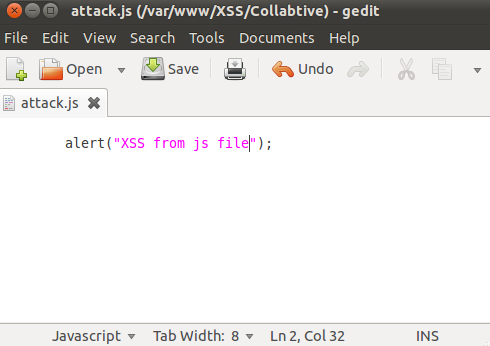 attack.js (/var/www/XSS/Collabtive) - gedit
File Edit View Search Tools Documents Help
Open Save Undo
attack.js
alert("XSS from js file");
Javascript Tab Width: 8 Ln 2, Col 32 INS